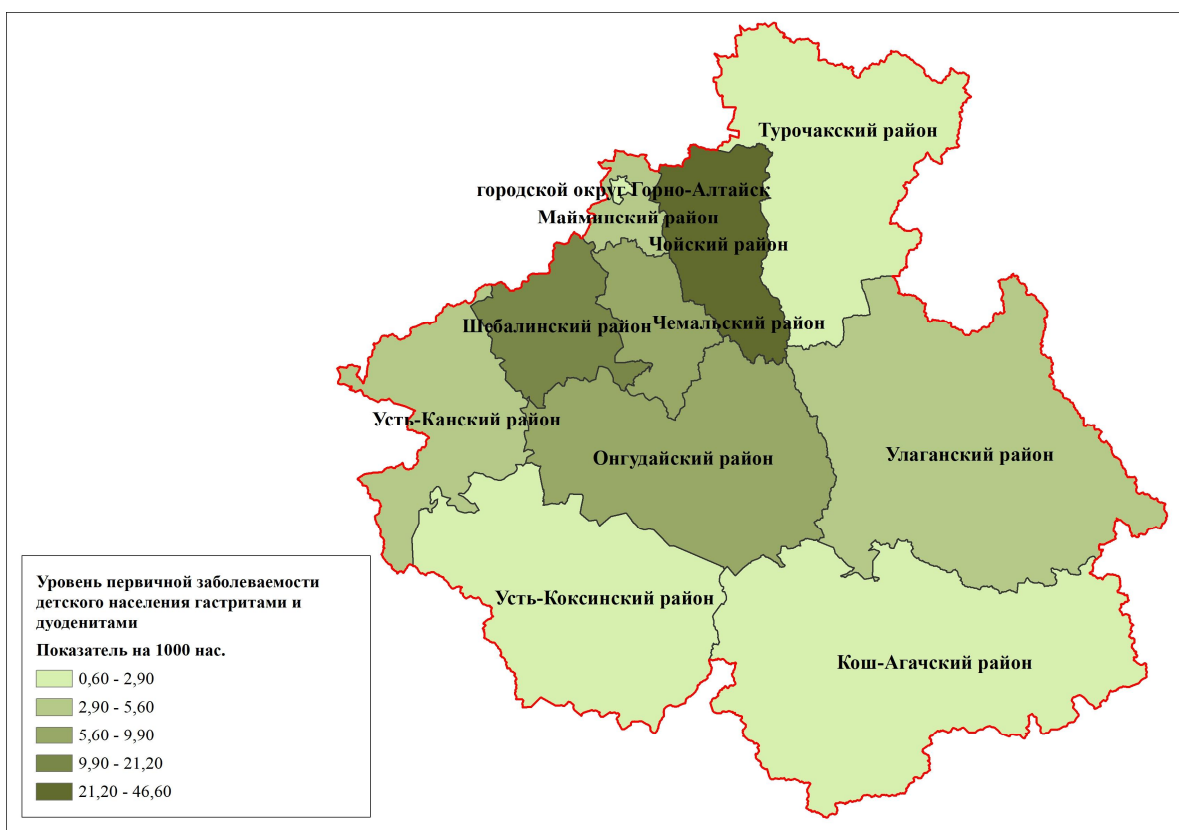 Турочакский район
городской округ Горно-Алтайск
Майминский район
Чойский район
Шебалинский район
Чемальский район
Усть-Канский район
Онгудайский район
Улаганский район
Усть-Коксинский район
Кош-Агачский район
Уровень первичной заболеваемости
детского населения гастритами и
дуоденитами
Показатель на 1000 нас.
0,60 - 2,90
2,90 - 5,60
5,60 - 9,90
9,90 - 21,20
21,20 - 46,60